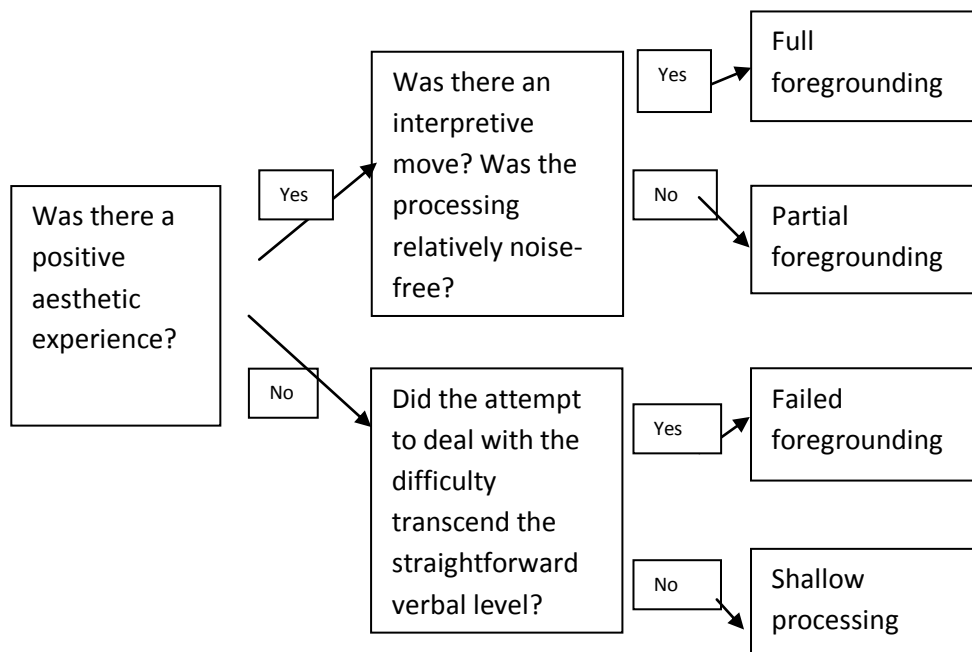 Was there a
positive
aesthetic
experience?
Yes
No
Was there an
interpretive
move? Was the
processing
relatively noise-
free?
Yes
Full
foregrounding
No
Partial
foregrounding
Did the attempt
to deal with the
difficulty
transcend the
straightforward
verbal level?
Yes
Failed
foregrounding
No
Shallow
processing